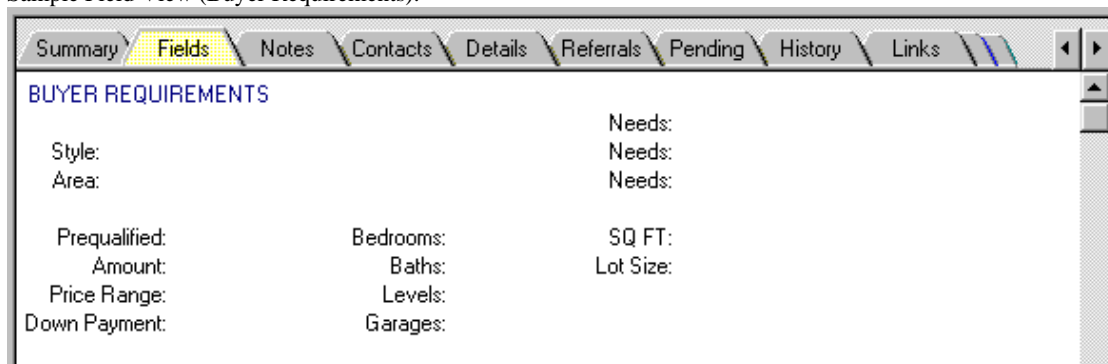 Sample Field View (Buyer Requirements):
Summary Fields Notes Contacts Details Referrals Pending History Links
BUYER REQUIREMENTS
Needs:
Style: Needs:
Area: Needs:
Prequalified: Bedrooms: SQ FT:
Amount: Baths: Lot Size:
Price Range: Levels:
Down Payment: Garages: